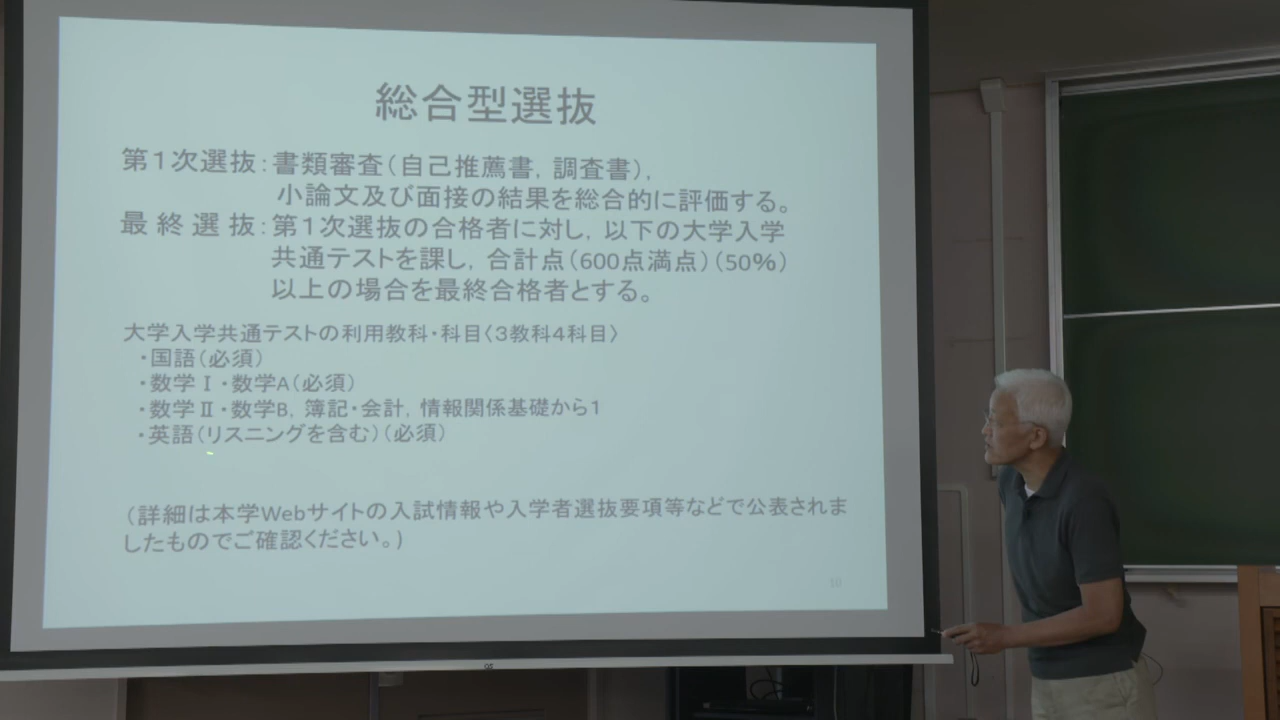 総合型選抜
第１次選抜：書類審査（自己推薦書，調査書），
小論文及び面接の結果を総合的に評価する。
最 終 選 抜：第１次選抜の合格者に対し，以下の大学入学
共通テストを課し，合計点（600点満点）（50％）
以上の場合を最終合格者とする。
大学入学共通テストの利用教科・科目〈３教科４科目〉
・国語（必須）
・数学Ⅰ・数学A（必須）
・数学Ⅱ・数学B，簿記・会計，情報関係基礎から１
・英語（リスニングを含む）（必須）
（詳細は本学Webサイトの入試情報や入学者選抜要項等などで公表されま
したものでご確認ください。)
10